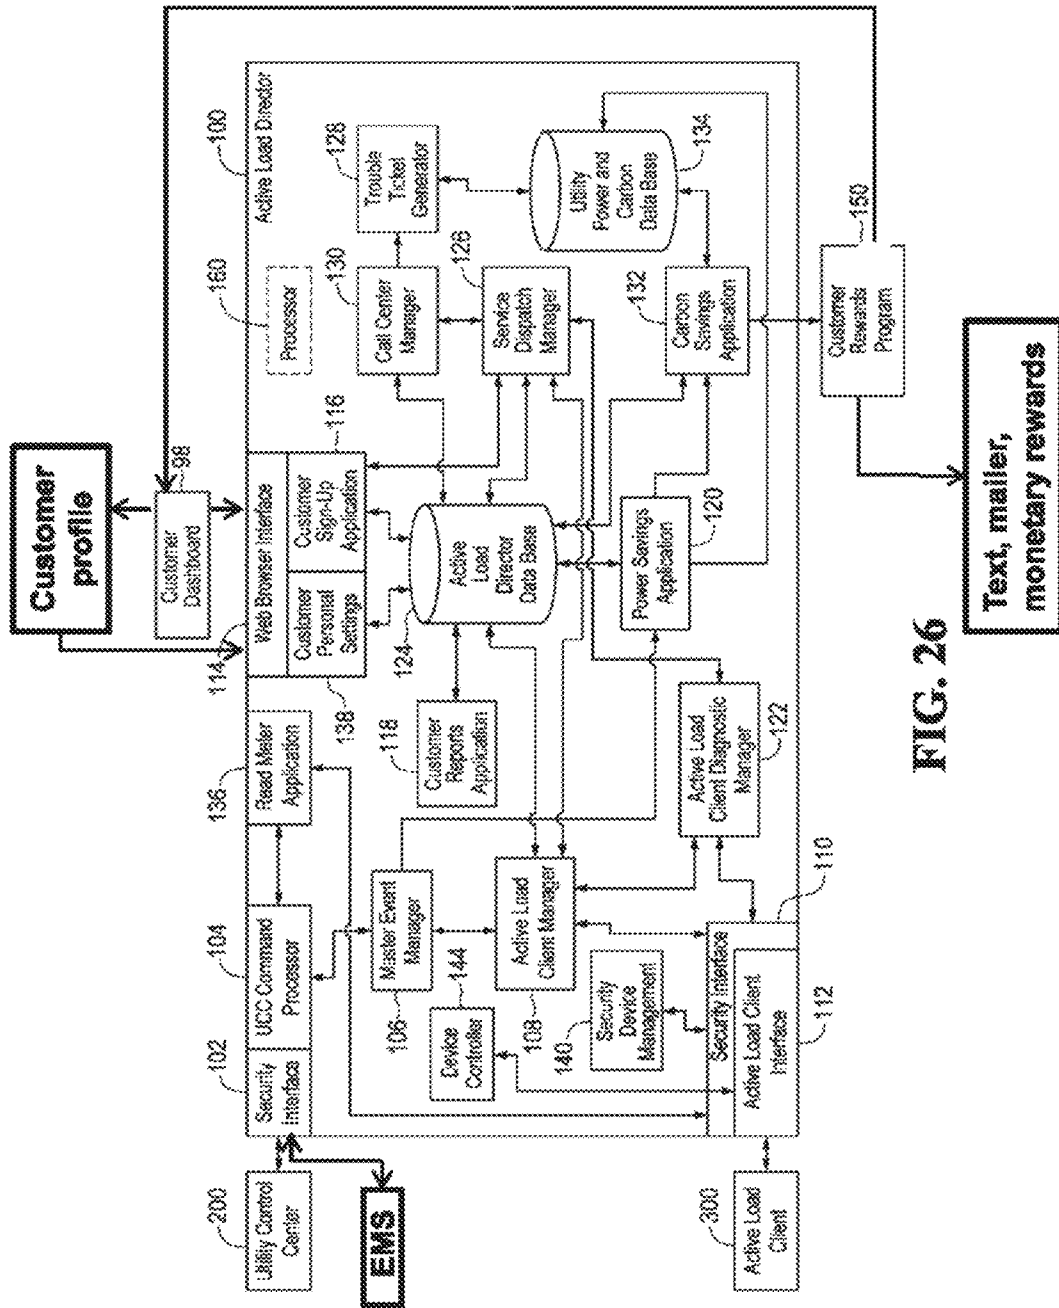 Customer
profile
98
Customer
Dashboard
200
Utility Control
Center
EMS
300
Active Load
Client
100
Active Load Director
102
Security
Interface
104
UCC Command
Processor
136
Read Meter
Application
114
Web Browser Interface
138
Customer
Personal
Settings
116
Customer
Sign-Up
Application
160
Processor
106
Master Event
Manager
144
Device
Controller
108
Active Load
Client Manager
140
Security
Device
Management
Security Interface
110
Active Load Client
Interface
112
118
Customer
Reports
Application
124
Active
Load
Director
Data Base
130
Call Center
Manager
128
Trouble
Ticket
Generator
126
Service
Dispatch
Manager
134
Utility
Power and
Carbon
Data Base
122
Active Load
Client Diagnostic
Manager
120
Power Savings
Application
132
Carbon
Savings
Application
150
Customer
Rewards
Program
Text, mailer,
monetary rewards
FIG. 26